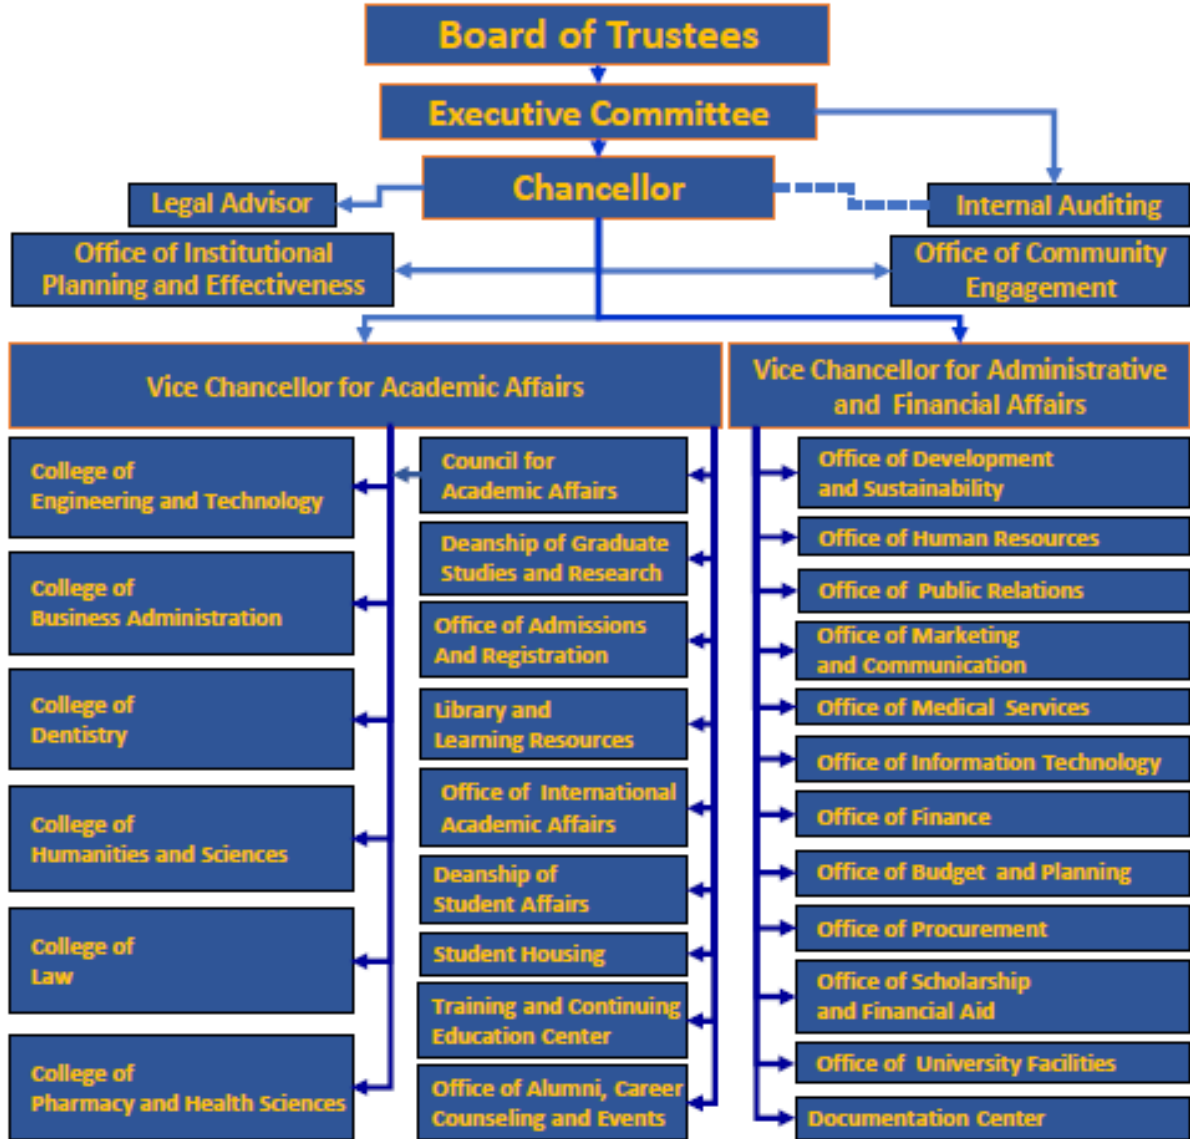 Board of Trustees
Executive Committee
Chancellor
Legal Advisor
Internal Auditing
Office of Institutional
Planning and Effectiveness
Office of Community
Engagement
Vice Chancellor for Academic Affairs
Vice Chancellor for Administrative
and Financial Affairs
College of
Engineering and Technology
College of
Business Administration
College of
Dentistry
College of
Humanities and Sciences
College of
Law
College of
Pharmacy and Health Sciences
Council for
Academic Affairs
Deanship of Graduate
Studies and Research
Office of Admissions
And Registration
Library and
Learning Resources
Office of International
Academic Affairs
Deanship of
Student Affairs
Student Housing
Training and Continuing
Education Center
Office of Alumni, Career
Counseling and Events
Office of Development
and Sustainability
Office of Human Resources
Office of Public Relations
Office of Marketing
and Communication
Office of Medical Services
Office of Information Technology
Office of Finance
Office of Budget and Planning
Office of Procurement
Office of Scholarship
and Financial Aid
Office of University Facilities
Documentation Center